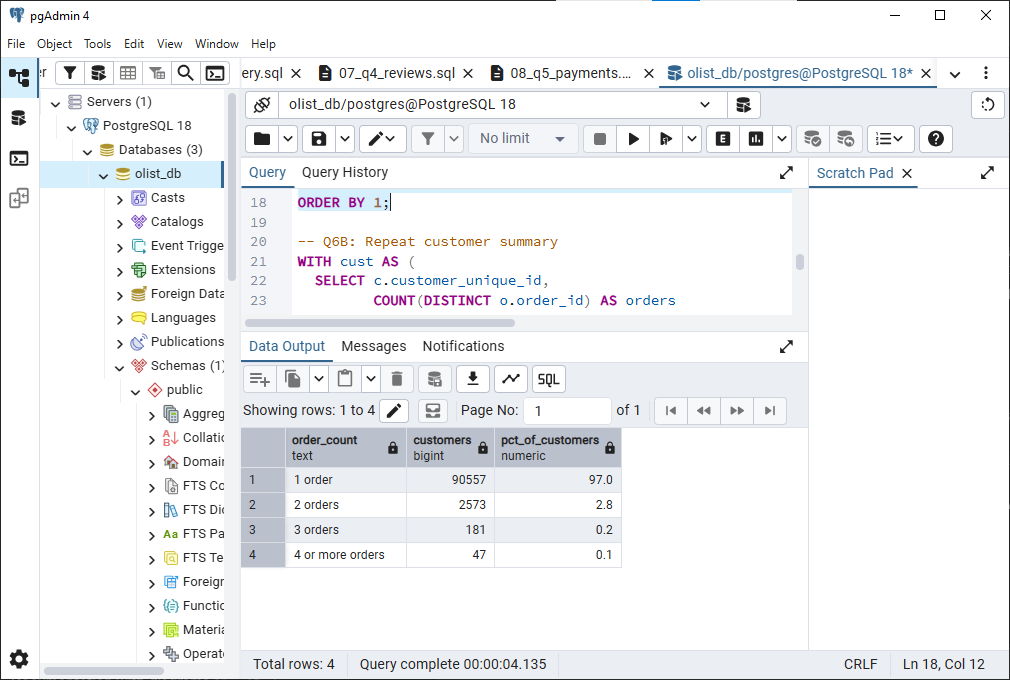 pgAdmin 4
File Object Tools Edit View Window Help
ery.sql 07_q4_reviews.sql 08_q5_payments.... olist_db/postgres@PostgreSQL 18*
olist_db/postgres@PostgreSQL 18
No limit
Servers (1)
PostgreSQL 18
Databases (3)
olist_db
Casts
Catalogs
Event Trigge
Extensions
Foreign Data
Languages
Publications
Schemas (1)
public
Aggreg
Collatic
Domair
FTS Co
FTS Dic
FTS Pa
FTS Te
Foreign
Functic
Materia
Operat
Query Query History
Scratch Pad
18 ORDER BY 1;
19
20 -- Q6B: Repeat customer summary
21 WITH cust AS (
22 SELECT c.customer_unique_id,
23 COUNT(DISTINCT o.order_id) AS orders
Data Output Messages Notifications
SQL
Showing rows: 1 to 4 Page No: 1 of 1
order_count customers pct_of_customers
text bigint numeric
1 1 order 90557 97.0
2 2 orders 2573 2.8
3 3 orders 181 0.2
4 4 or more orders 47 0.1
Total rows: 4 Query complete 00:00:04.135 CRLF Ln 18, Col 12